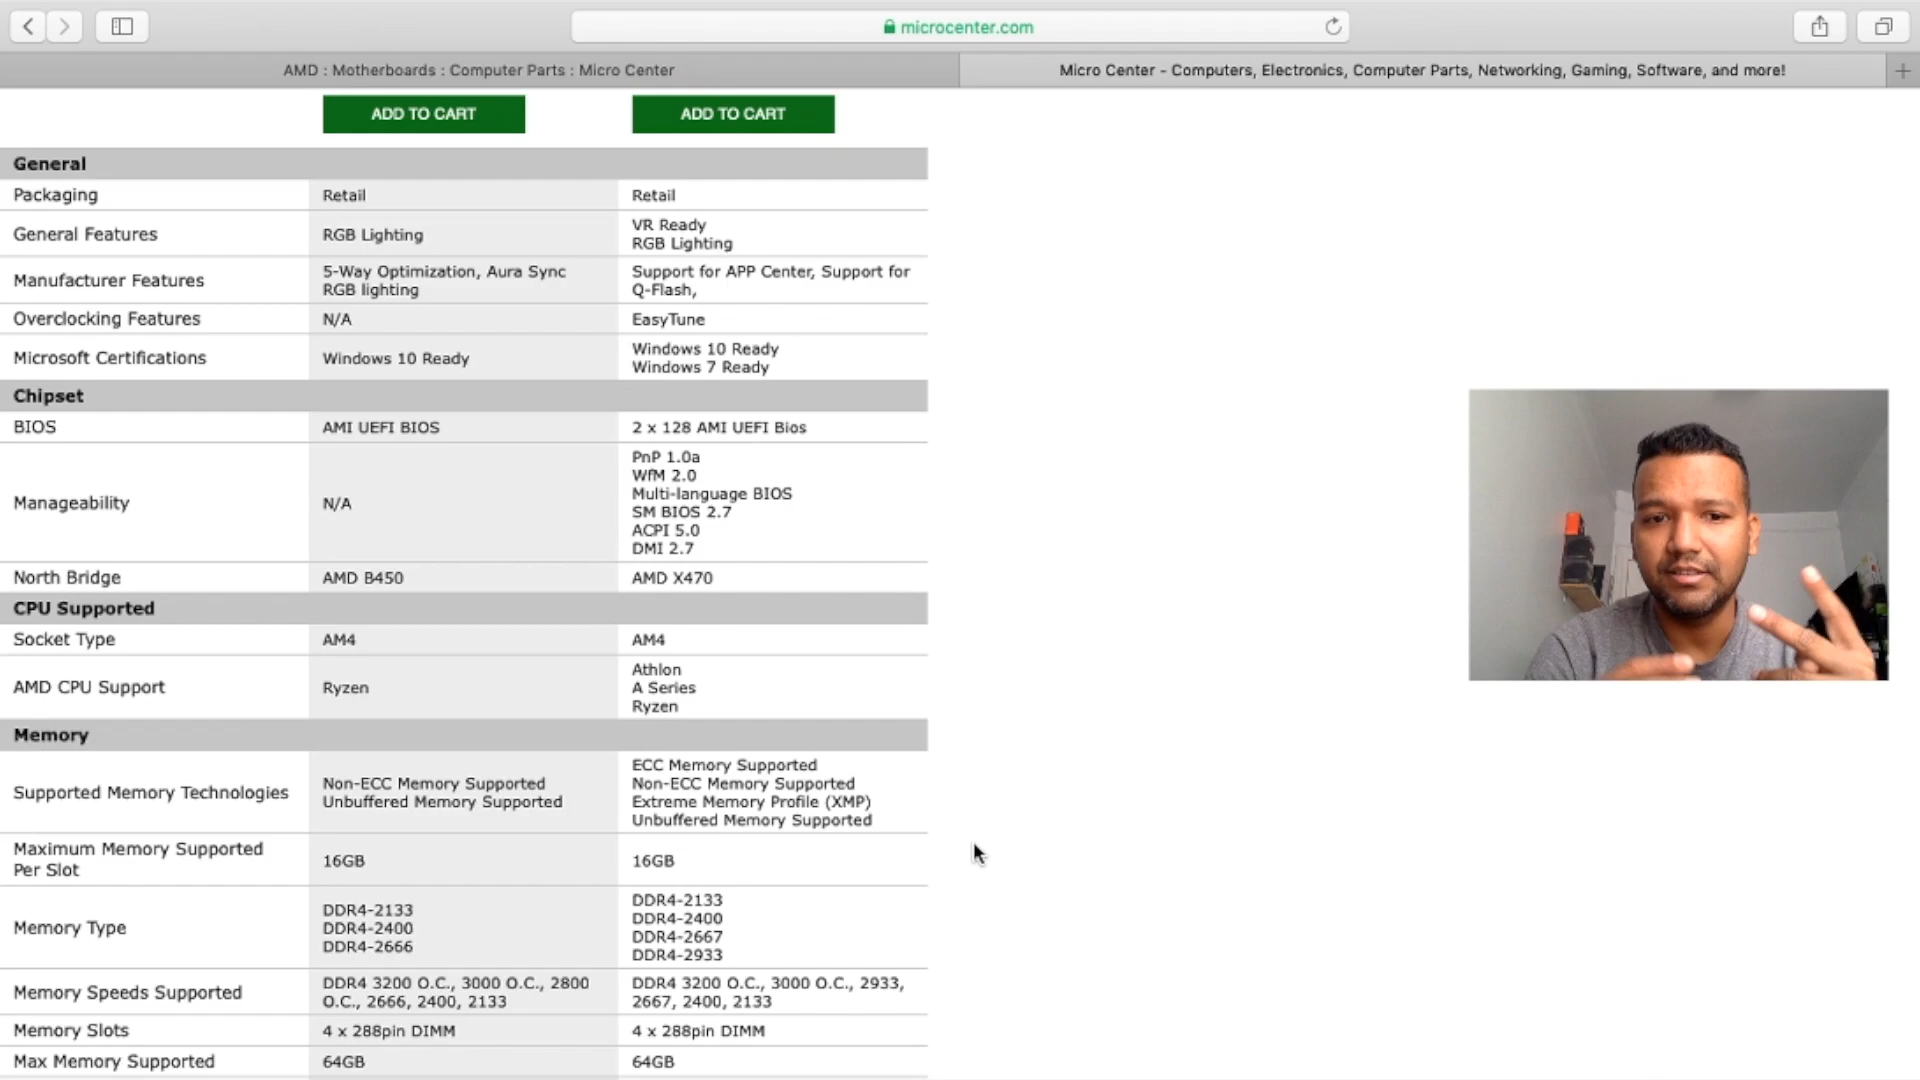 microcenter.com
AMD : Motherboards : Computer Parts : Micro Center
Micro Center - Computers, Electronics, Computer Parts, Networking, Gaming, Software, and more!
ADD TO CART
ADD TO CART
General
Packaging
Retail
Retail
General Features
RGB Lighting
VR Ready
RGB Lighting
Manufacturer Features
5-Way Optimization, Aura Sync
RGB lighting
Support for APP Center, Support for
Q-Flash,
Overclocking Features
N/A
EasyTune
Microsoft Certifications
Windows 10 Ready
Windows 10 Ready
Windows 7 Ready
Chipset
BIOS
AMI UEFI BIOS
2 x 128 AMI UEFI Bios
Manageability
N/A
PnP 1.0a
WfM 2.0
Multi-language BIOS
SM BIOS 2.7
ACPI 5.0
DMI 2.7
North Bridge
AMD B450
AMD X470
CPU Supported
Socket Type
AM4
AM4
AMD CPU Support
Ryzen
Athlon
A Series
Ryzen
Memory
Supported Memory Technologies
Non-ECC Memory Supported
Unbuffered Memory Supported
ECC Memory Supported
Non-ECC Memory Supported
Extreme Memory Profile (XMP)
Unbuffered Memory Supported
Maximum Memory Supported
Per Slot
16GB
16GB
Memory Type
DDR4-2133
DDR4-2400
DDR4-2666
DDR4-2133
DDR4-2400
DDR4-2667
DDR4-2933
Memory Speeds Supported
DDR4 3200 O.C., 3000 O.C., 2800
O.C., 2666, 2400, 2133
DDR4 3200 O.C., 3000 O.C., 2933,
2667, 2400, 2133
Memory Slots
4 x 288pin DIMM
4 x 288pin DIMM
Max Memory Supported
64GB
64GB